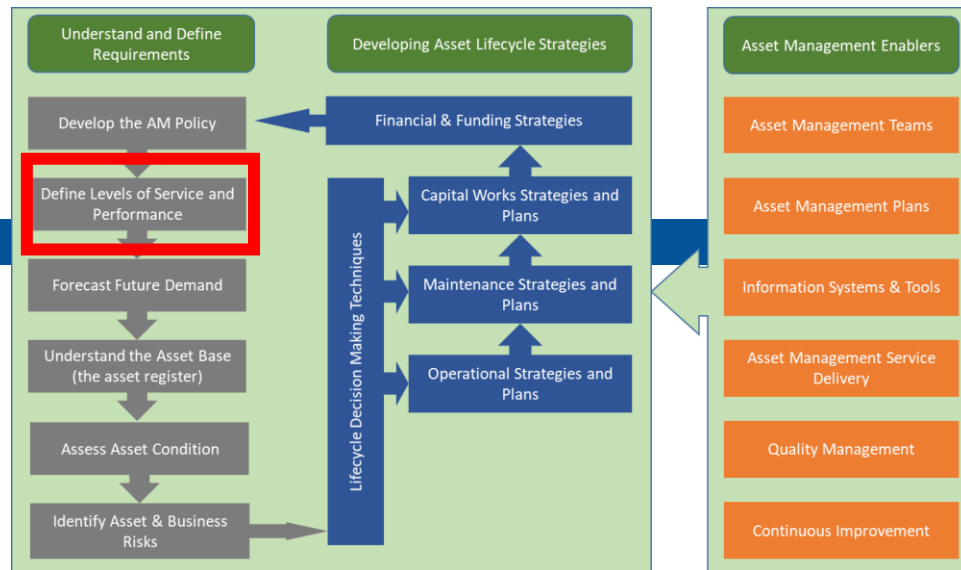 Understand and Define
Requirements
Developing Asset Lifecycle Strategies
Asset Management Enablers
Develop the AM Policy
Define Levels of Service and
Performance
Forecast Future Demand
Understand the Asset Base
(the asset register)
Assess Asset Condition
Identify Asset & Business
Risks
Lifecycle Decision Making Techniques
Financial & Funding Strategies
Capital Works Strategies and
Plans
Maintenance Strategies and
Plans
Operational Strategies and
Plans
Asset Management Teams
Asset Management Plans
Information Systems & Tools
Asset Management Service
Delivery
Quality Management
Continuous Improvement